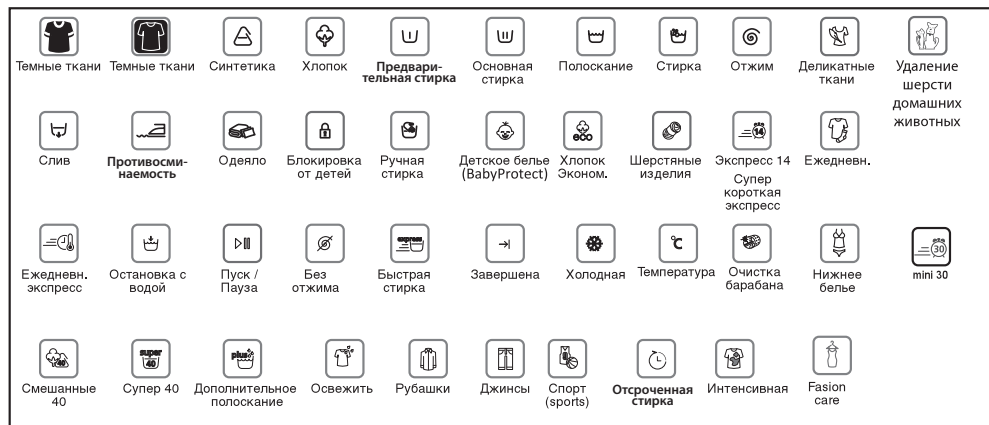 Темные ткани
Темные ткани
Синтетика
Хлопок
Предвари-
тельная стирка
Основная
стирка
Полоскание
Стирка
Отжим
Деликатные
ткани
Удаление
шерсти
домашних
животных
Слив
Противосми-
наемость
Одеяло
Блокировка
от детей
Ручная
стирка
Детское белье
(BabyProtect)
eco
Хлопок
Эконом.
Шерстяные
изделия
14
Экспресс 14
Супер
короткая
экспресс
Ежедневн.
Ежедневн.
экспресс
Остановка с
водой
Пуск /
Пауза
Без
отжима
express
Быстрая
стирка
Завершена
Холодная
°C
Температура
Очистка
барабана
Нижнее
белье
30
mini 30
40
Смешанные
40
super
40
Супер 40
plus
Дополнительное
полоскание
Освежить
Рубашки
Джинсы
Спорт
(sports)
Отсроченная
стирка
Интенсивная
Fasion
care